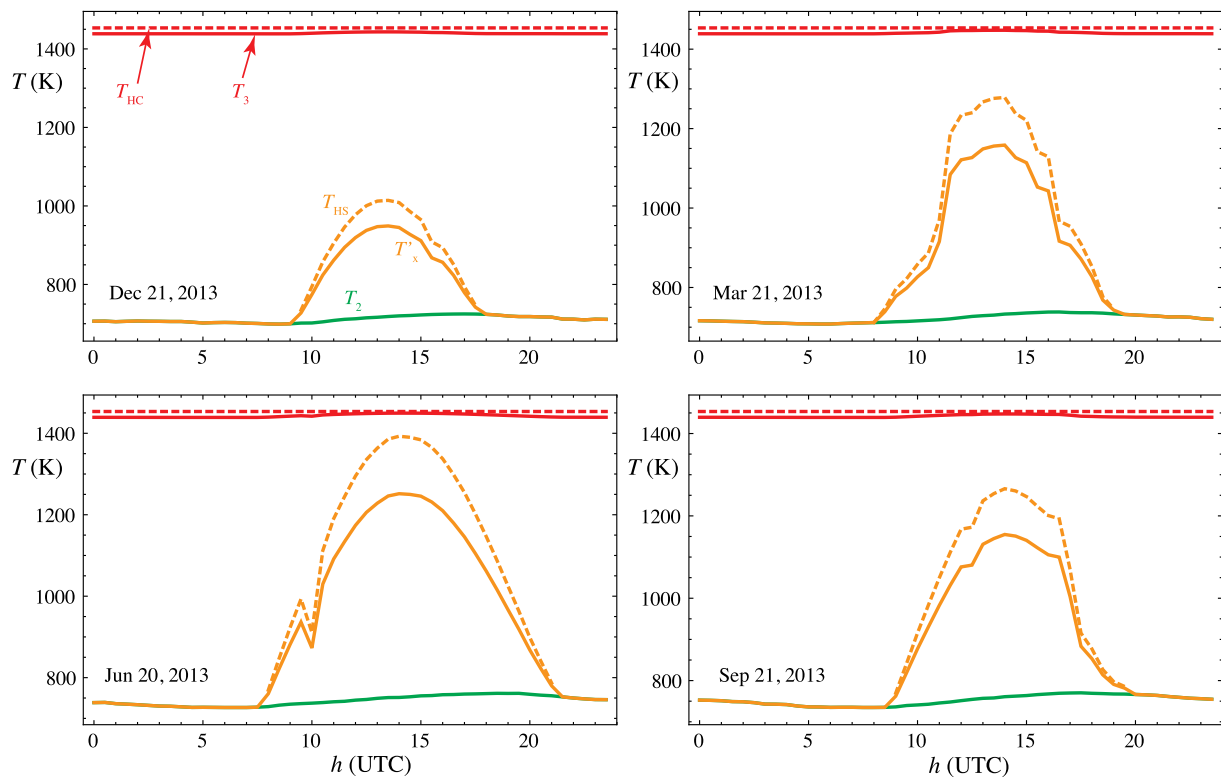 1400
1200
1000
800
T (K)
T_HC
T_3
T_HS
T'_x
T_2
Dec 21, 2013
0 5 10 15 20
1400
1200
1000
800
T (K)
Mar 21, 2013
0 5 10 15 20
1400
1200
1000
800
T (K)
Jun 20, 2013
0 5 10 15 20
h (UTC)
1400
1200
1000
800
T (K)
Sep 21, 2013
0 5 10 15 20
h (UTC)